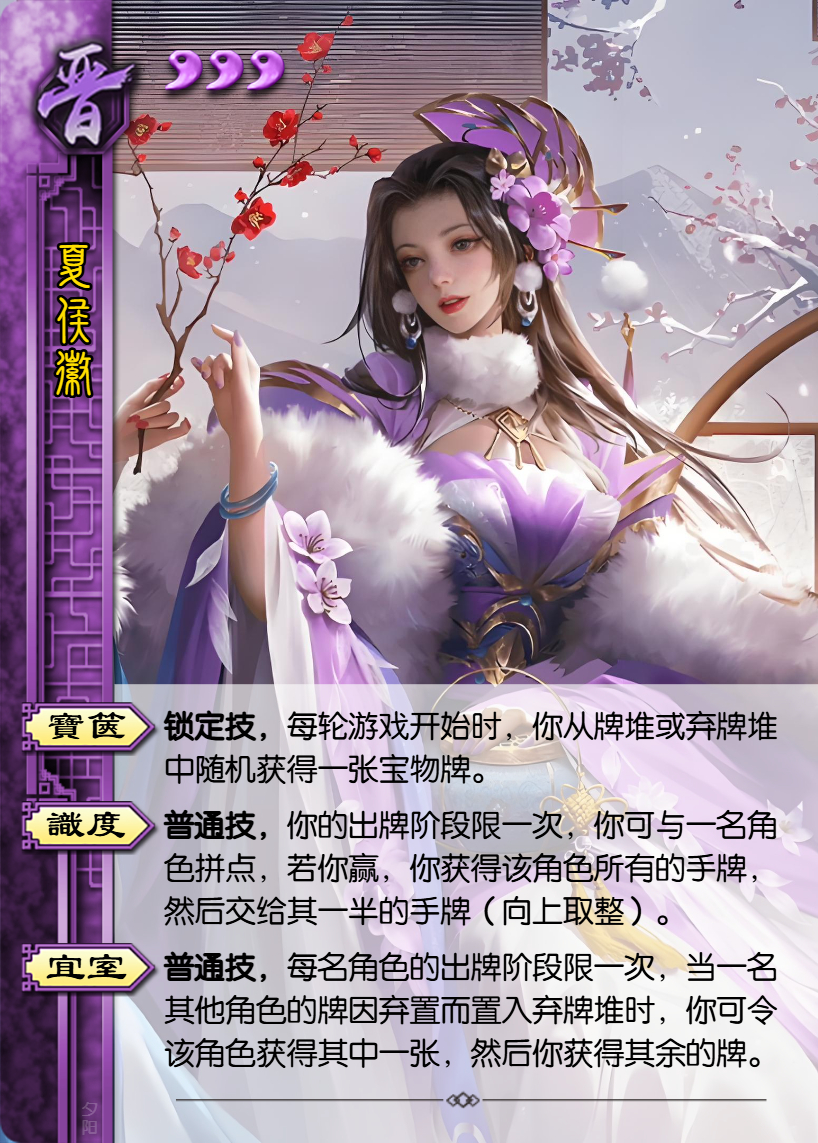 晋
夏侯徽
寶篋
锁定技，每轮游戏开始时，你从牌堆或弃牌堆
中随机获得一张宝物牌。
識度
普通技，你的出牌阶段限一次，你可与一名角
色拼点，若你赢，你获得该角色所有的手牌，
然后交给其一半的手牌（向上取整）。
宜室
普通技，每名角色的出牌阶段限一次，当一名
其他角色的牌因弃置而置入弃牌堆时，你可令
该角色获得其中一张，然后你获得其余的牌。
夕阳